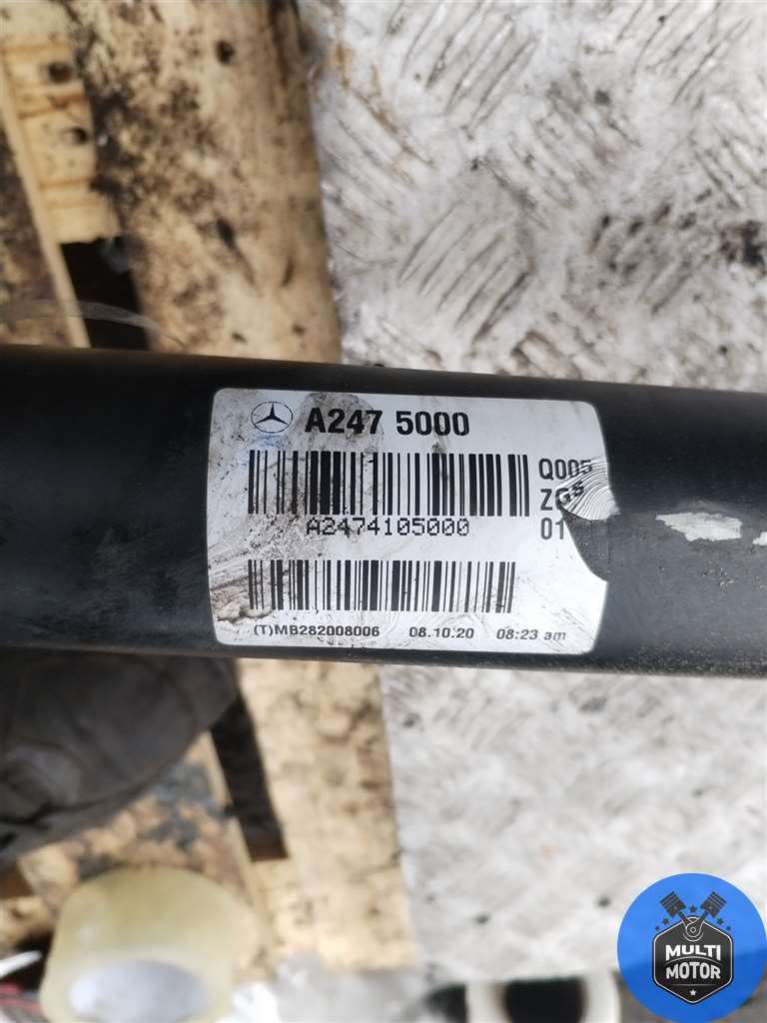 A247 5000
Q005
ZGS
A2474105000
01
(T)MB282008006 08.10.20 08:23 am
MULTI
MOTOR